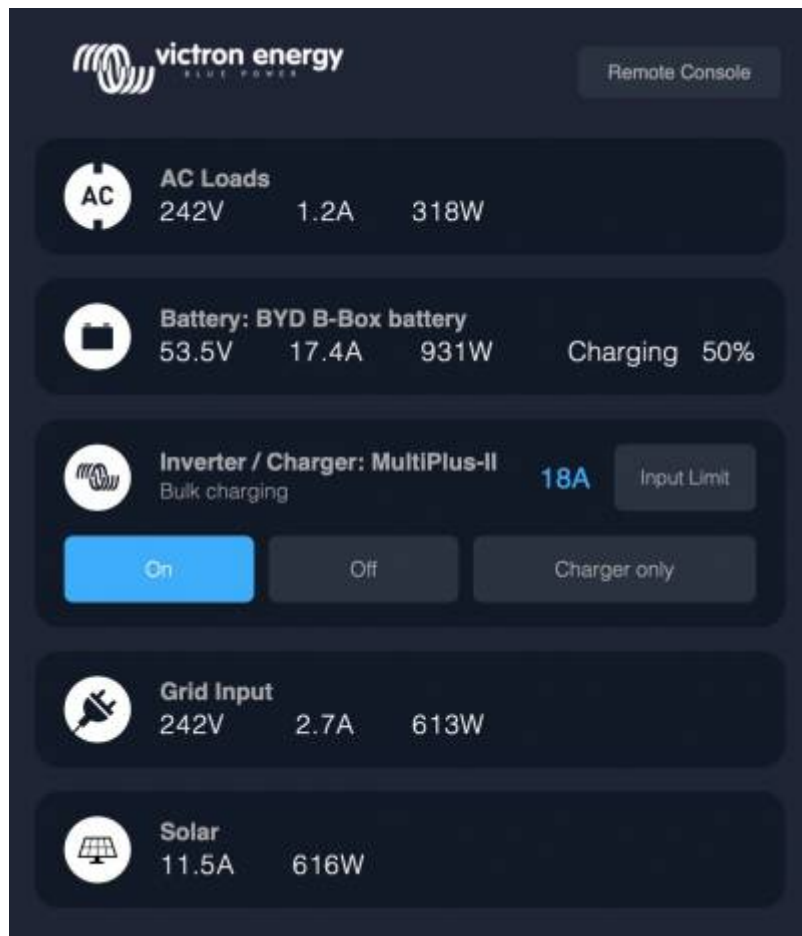 victron energy
BLUE POWER
Remote Console
AC
AC Loads
242V 1.2A 318W
Battery: BYD B-Box battery
53.5V 17.4A 931W Charging 50%
Inverter / Charger: MultiPlus-II
Bulk charging
18A Input Limit
On Off Charger only
Grid Input
242V 2.7A 613W
Solar
11.5A 616W